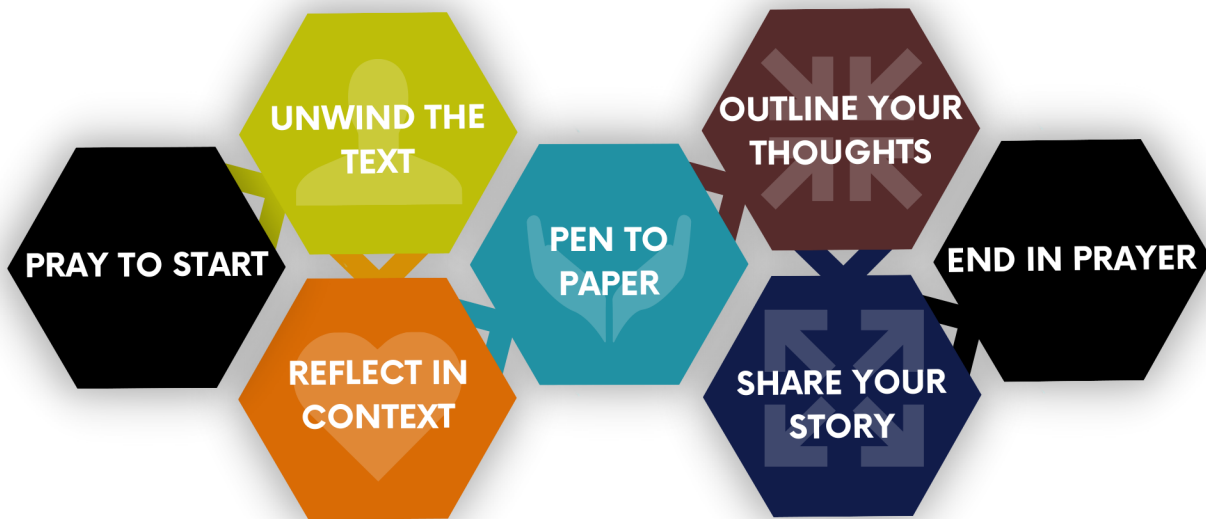 PRAY TO START
UNWIND THE
TEXT
REFLECT IN
CONTEXT
PEN TO
PAPER
OUTLINE YOUR
THOUGHTS
SHARE YOUR
STORY
END IN PRAYER